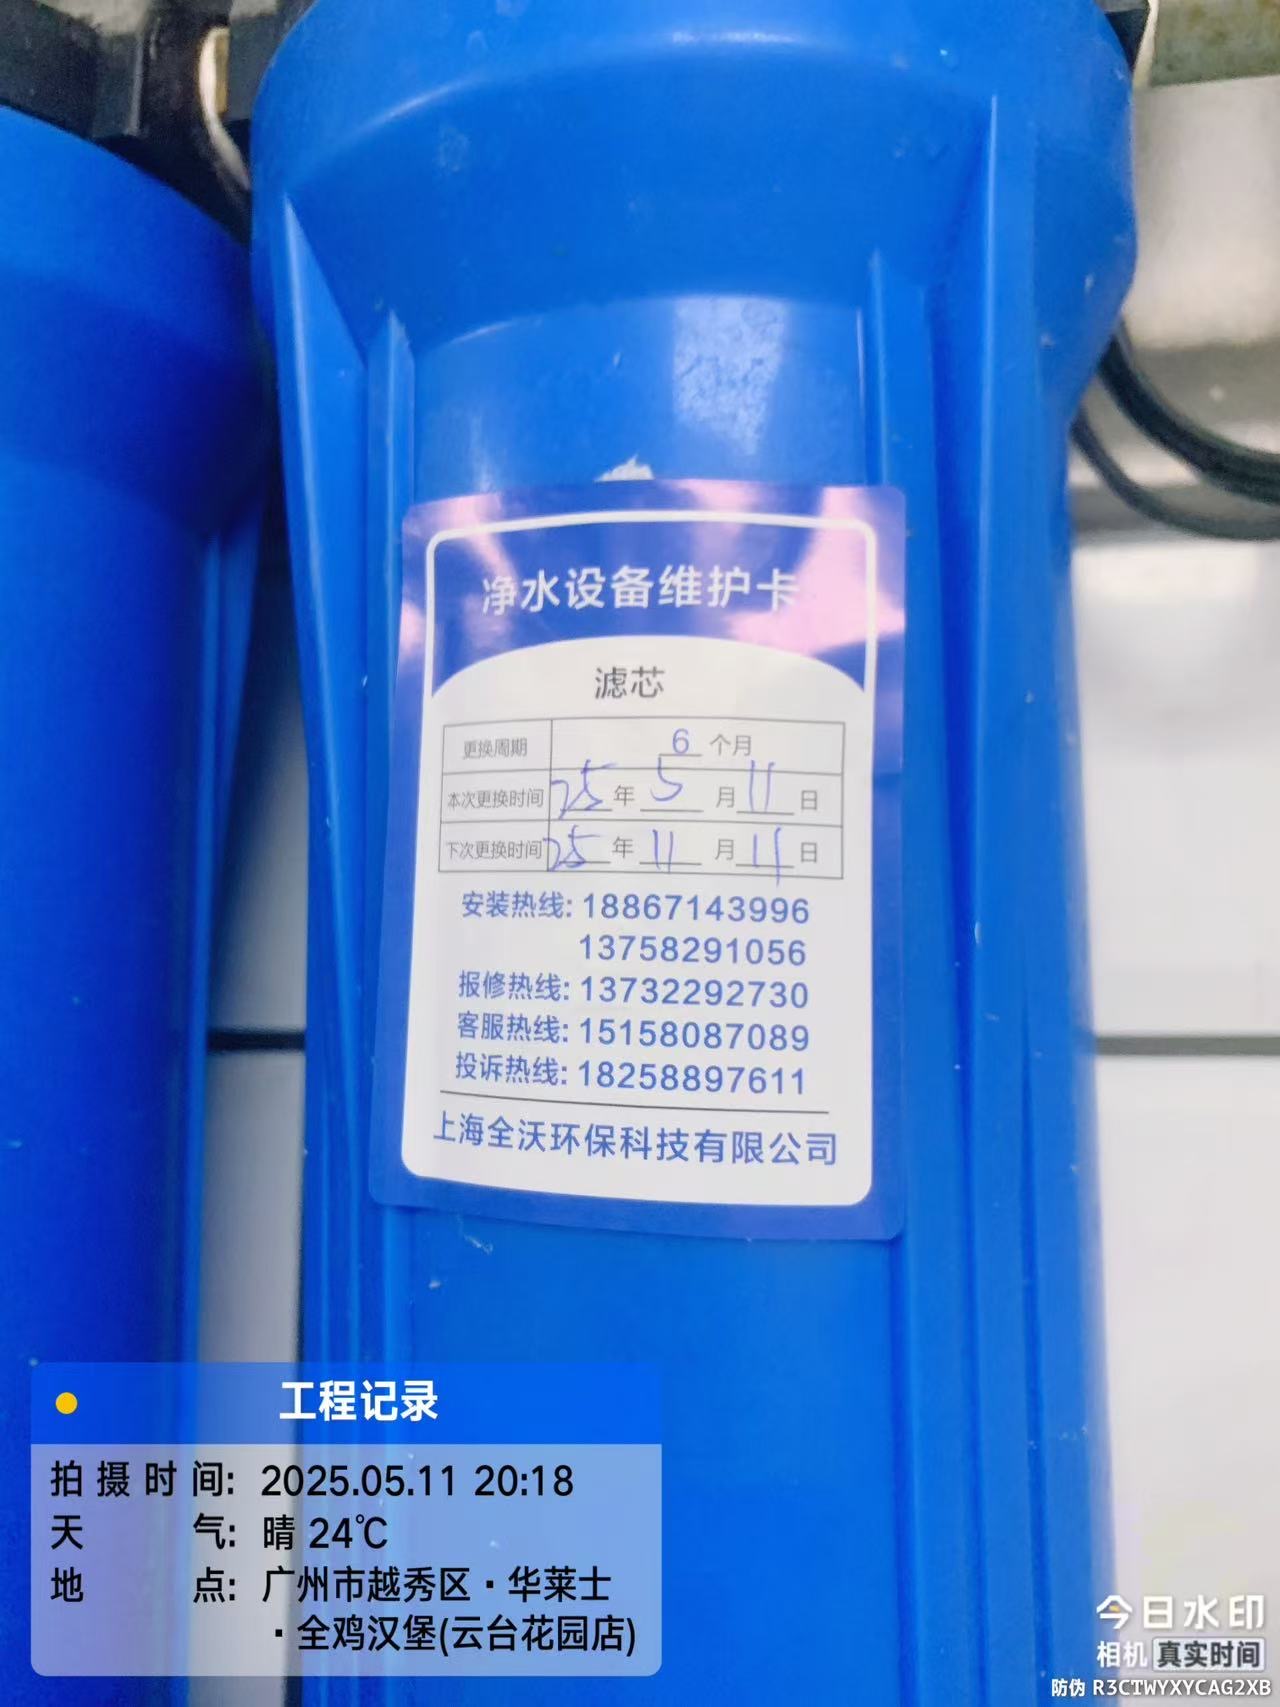 净水设备维护卡
滤芯
更换周期 6 个月
本次更换时间 25 年 5 月 11 日
下次更换时间 25 年 11 月 11 日
安装热线: 18867143996
13758291056
报修热线: 13732292730
客服热线: 15158087089
投诉热线: 18258897611
上海全沃环保科技有限公司
工程记录
拍摄时间: 2025.05.11 20:18
天气: 晴 24℃
地点: 广州市越秀区·华莱士
·全鸡汉堡(云台花园店)
今日水印
相机 真实时间
防伪 R3CTWYXYCAG2XB